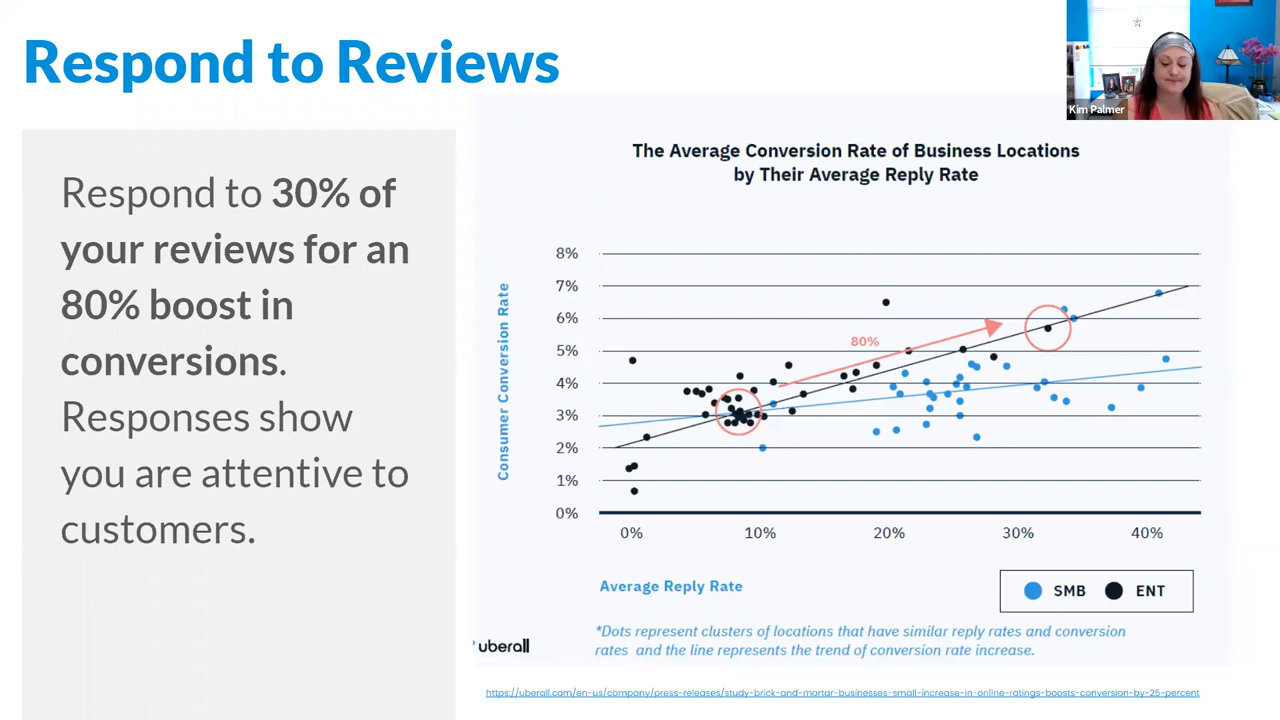 Respond to Reviews
Kim Palmer
Respond to 30% of
your reviews for an
80% boost in
conversions.
Responses show
you are attentive to
customers.
The Average Conversion Rate of Business Locations
by Their Average Reply Rate
Consumer Conversion Rate
8%
7%
6%
5%
4%
3%
2%
1%
0%
80%
0% 10% 20% 30% 40%
Average Reply Rate
SMB ENT
*Dots represent clusters of locations that have similar reply rates and conversion
rates and the line represents the trend of conversion rate increase.
uberall
https://uberall.com/en-us/company/press-releases/study-brick-and-mortar-businesses-small-increase-in-online-ratings-boosts-conversion-by-25-percent